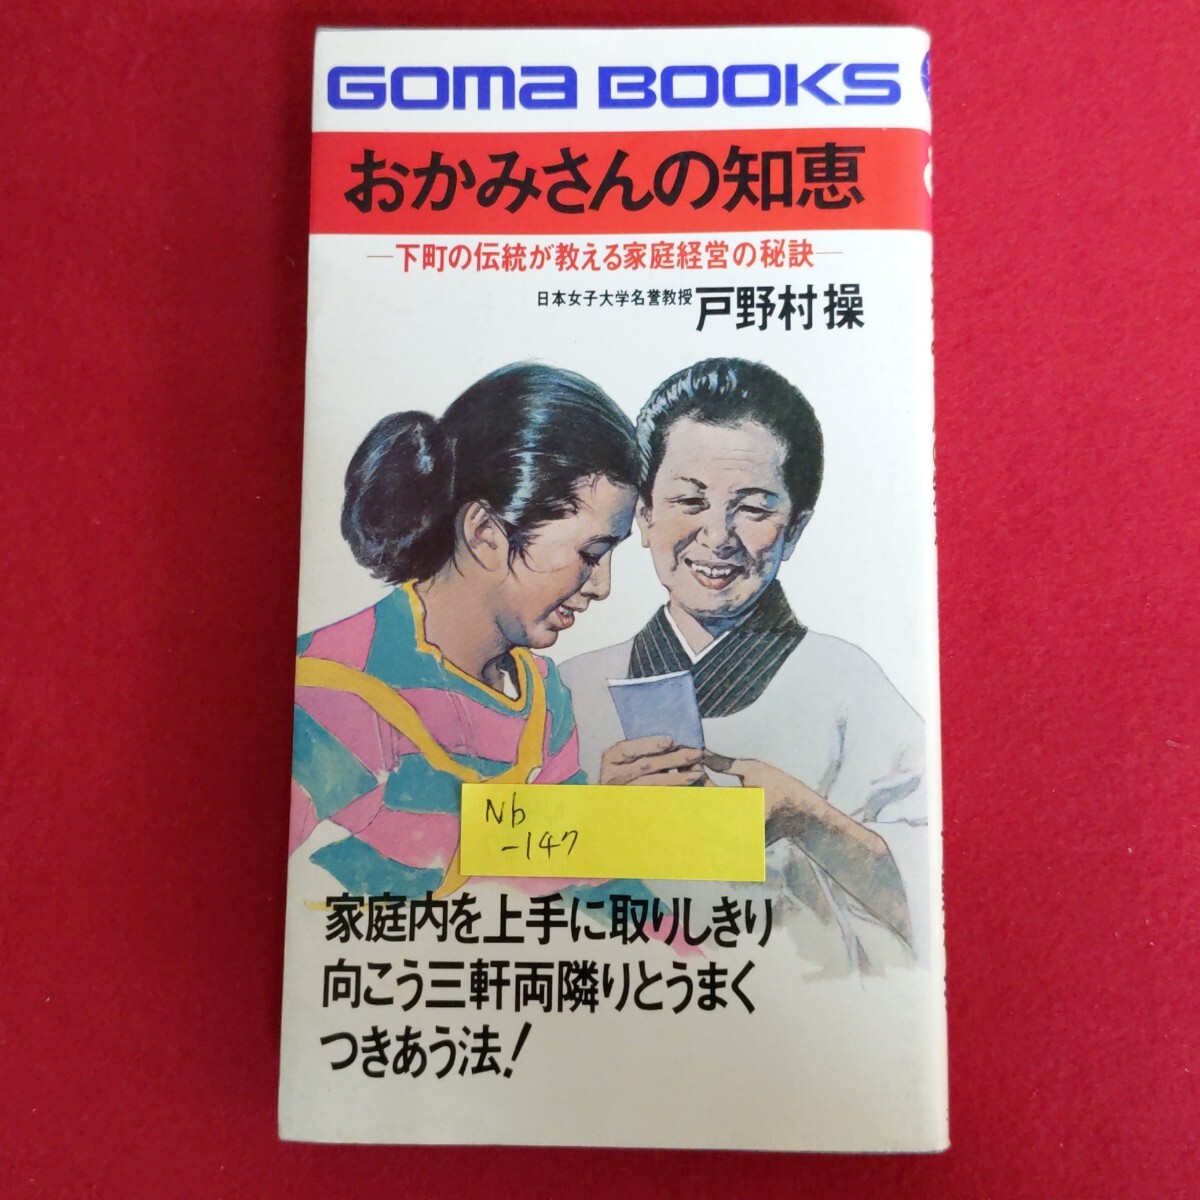 GOMA BOOKS
おかみさんの知恵
―下町の伝統が教える家庭経営の秘訣―
日本女子大学名誉教授 戸野村操
Nb
-147
家庭内を上手に取りしきり
向こう三軒両隣りとうまく
つきあう法!